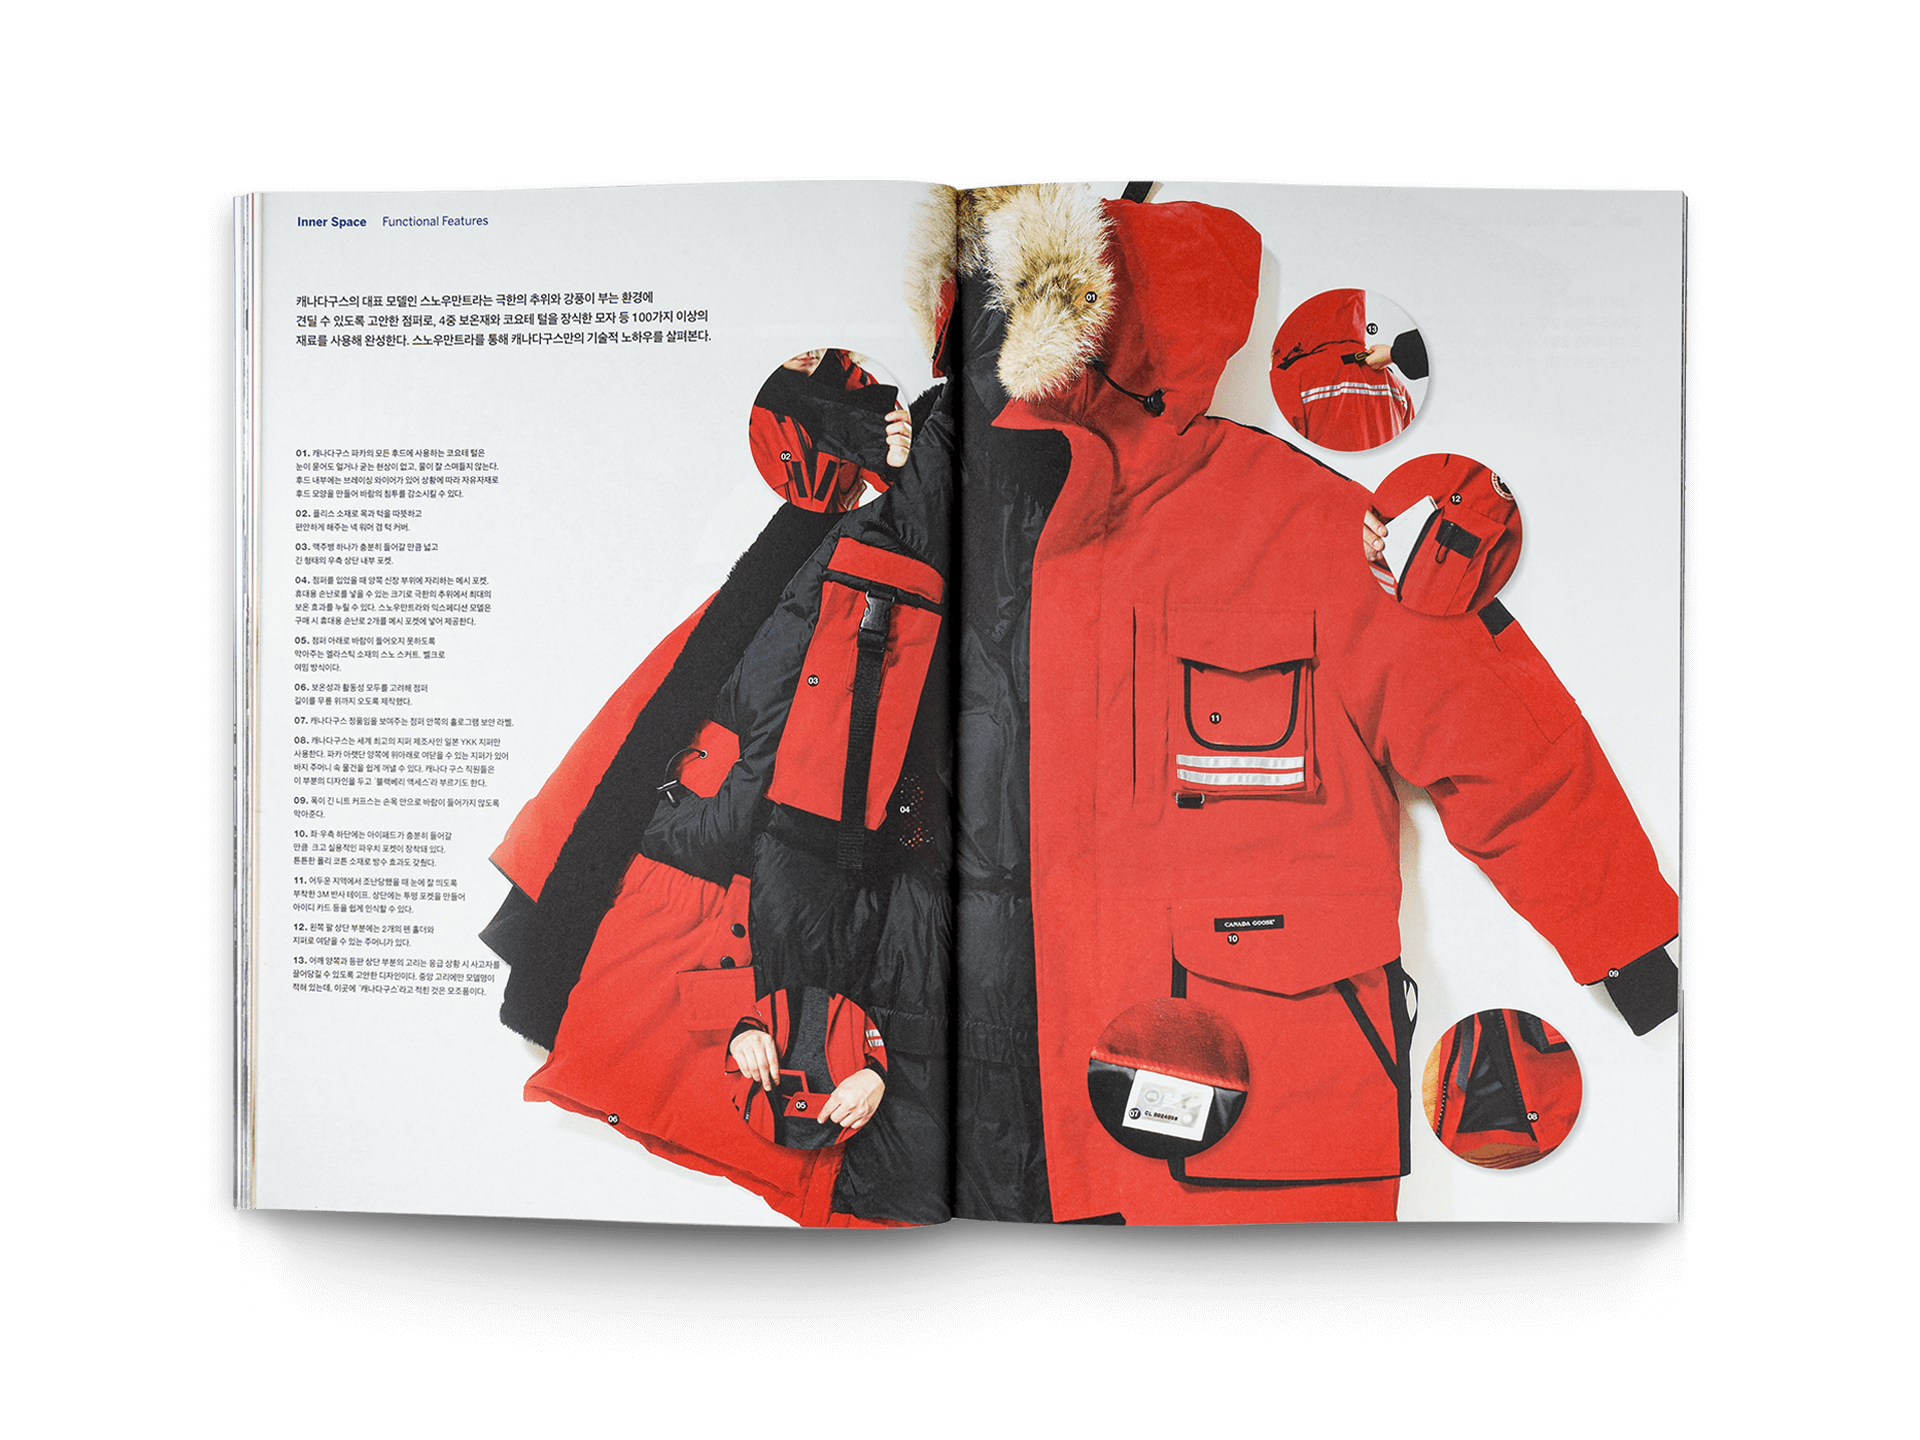 Inner Space Functional Features
캐나다구스의 대표 모델인 스노우만트라는 극한의 추위와 강풍이 부는 환경에
견딜 수 있도록 고안한 점퍼로, 4중 보온재와 코요테 털을 장식한 모자 등 100가지 이상의
재료를 사용해 완성한다. 스노우만트라를 통해 캐나다구스만의 기술적 노하우를 살펴본다.
01. 캐나다구스 파카의 모든 후드에 사용하는 코요테 털은
눈이 묻어도 얼거나 굳는 현상이 없고, 물이 잘 스며들지 않는다.
후드 내부에는 브레이싱 와이어가 있어 상황에 따라 자유자재로
후드 모양을 만들어 바람의 침투를 감소시킬 수 있다.
02. 플리스 소재로 목과 턱을 따뜻하고
편안하게 해주는 넥 워머 겸 턱 커버.
03. 맥주병 하나가 충분히 들어갈 만큼 넓고
긴 형태의 우측 상단 내부 포켓.
04. 점퍼를 입었을 때 양쪽 신장 부위에 자리하는 메시 포켓.
휴대용 손난로를 넣을 수 있는 크기로 극한의 추위에서 최대의
보온 효과를 누릴 수 있다. 스노우만트라와 익스페디션 모델은
구매 시 휴대용 손난로 2개를 메시 포켓에 넣어 제공한다.
05. 점퍼 아래로 바람이 들어오지 못하도록
막아주는 엘라스틱 소재의 스노 스커트. 벨크로
여밈 방식이다.
06. 보온성과 활동성 모두를 고려해 점퍼
길이를 무릎 위까지 오도록 제작했다.
07. 캐나다구스 정품임을 보여주는 점퍼 안쪽의 홀로그램 보안 라벨.
08. 캐나다구스는 세계 최고의 지퍼 제조사인 일본 YKK 지퍼만
사용한다. 파카 아랫단 양쪽에 위아래로 여닫을 수 있는 지퍼가 있어
바지 주머니 속 물건을 쉽게 꺼낼 수 있다. 캐나다 구스 직원들은
이 부분의 디자인을 두고 '블랙베리 액세스'라 부르기도 한다.
09. 폭이 긴 니트 커프스는 손목 안으로 바람이 들어가지 않도록
막아준다.
10. 좌·우측 하단에는 아이패드가 충분히 들어갈
만큼 크고 실용적인 파우치 포켓이 장착돼 있다.
튼튼한 폴리 코튼 소재로 방수 효과도 갖췄다.
11. 어두운 지역에서 조난당했을 때 눈에 잘 띄도록
부착한 3M 반사 테이프. 상단에는 투명 포켓을 만들어
아이디 카드 등을 쉽게 인식할 수 있다.
12. 왼쪽 팔 상단 부분에는 2개의 펜 홀더와
지퍼로 여닫을 수 있는 주머니가 있다.
13. 어깨 양쪽과 등판 상단 부분의 고리는 응급 상황 시 사고자를
끌어당길 수 있도록 고안한 디자인이다. 중앙 고리에만 모델명이
적혀 있는데, 이곳에 '캐나다구스'라고 적힌 것은 모조품이다.
01
02
03
04
05
06
13
12
11
CANADA GOOSE
10
09
07
08